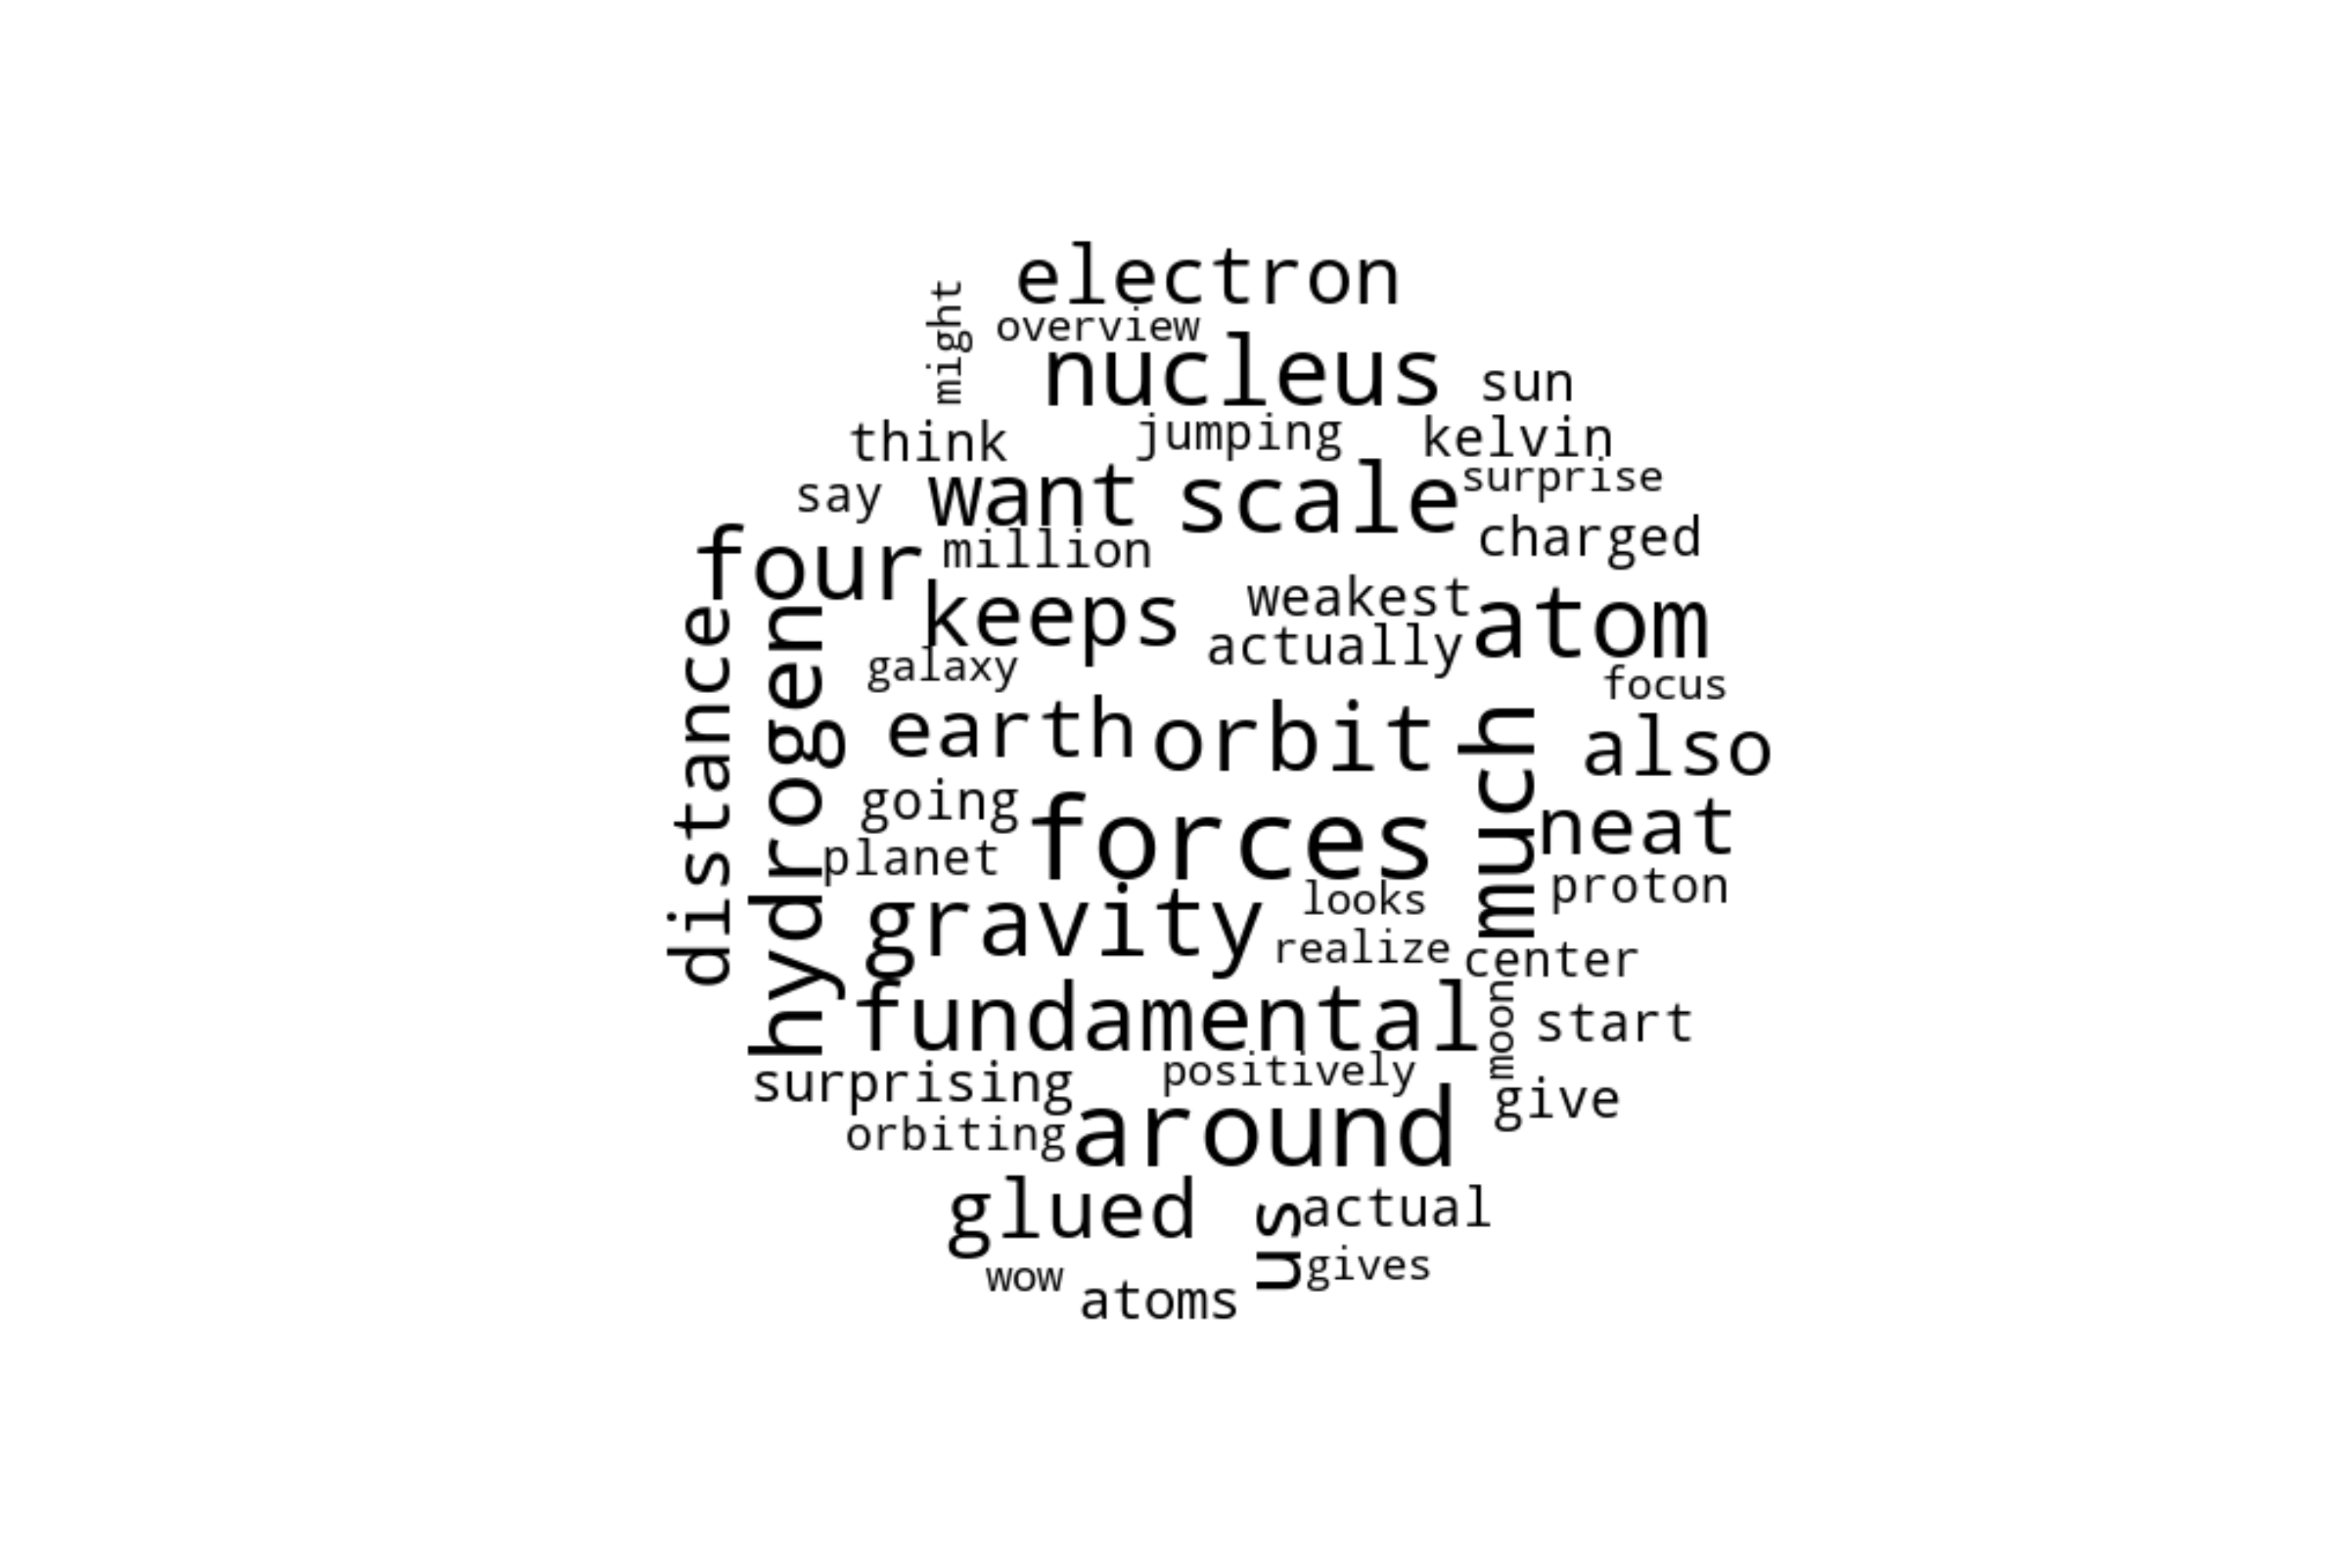 electron
might
overview
nucleus
sun
think
jumping
kelvin
want
scale
surprise
say
charged
four
million
keeps
weakest
atom
actually
distance
hydrogen
galaxy
focus
earth
orbit
much
also
going
forces
neat
planet
proton
gravity
looks
realize
center
fundamental
moon
start
surprising
positively
give
orbiting
around
glued
us
actual
gives
wow
atoms